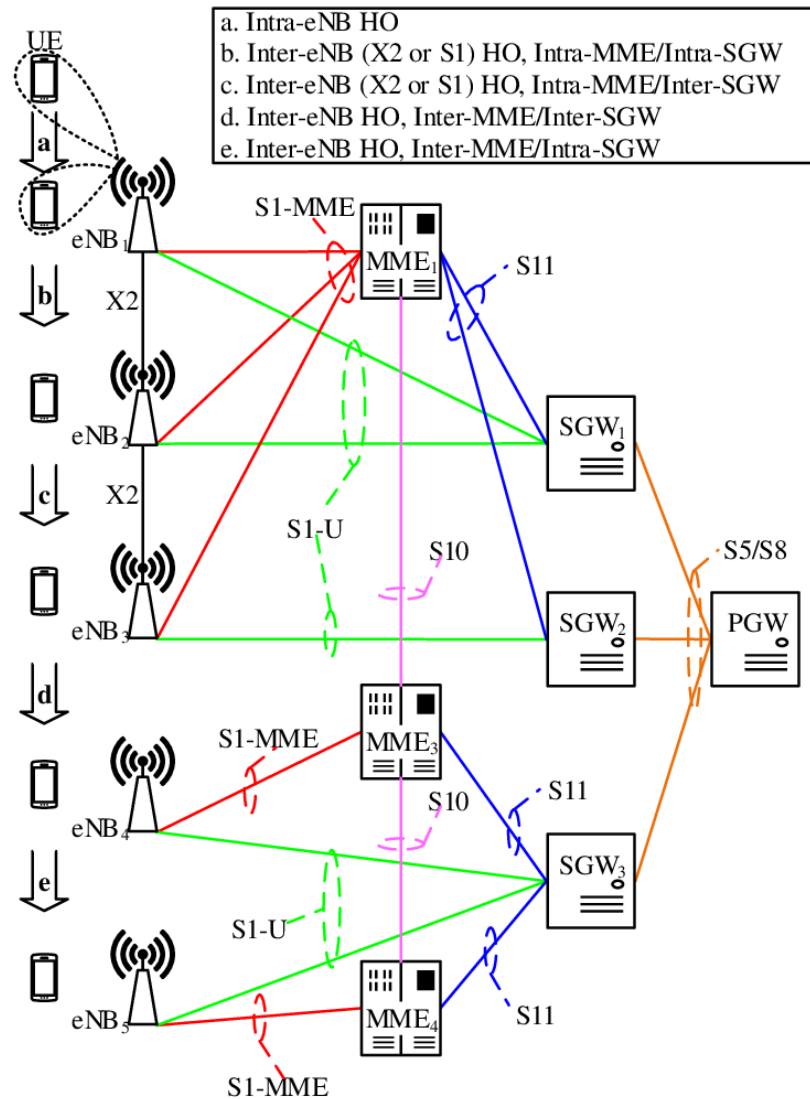 UE
a. Intra-eNB HO
b. Inter-eNB (X2 or S1) HO, Intra-MME/Intra-SGW
c. Inter-eNB (X2 or S1) HO, Intra-MME/Inter-SGW
d. Inter-eNB HO, Inter-MME/Inter-SGW
e. Inter-eNB HO, Inter-MME/Intra-SGW
a
S1-MME
eNB1
MME1
S11
b
X2
SGW1
eNB2
c
X2
S1-U
S10
S5/S8
eNB3
SGW2
PGW
d
S1-MME
MME3
S11
S10
eNB4
e
SGW3
S1-U
S11
eNB5
MME4
S1-MME